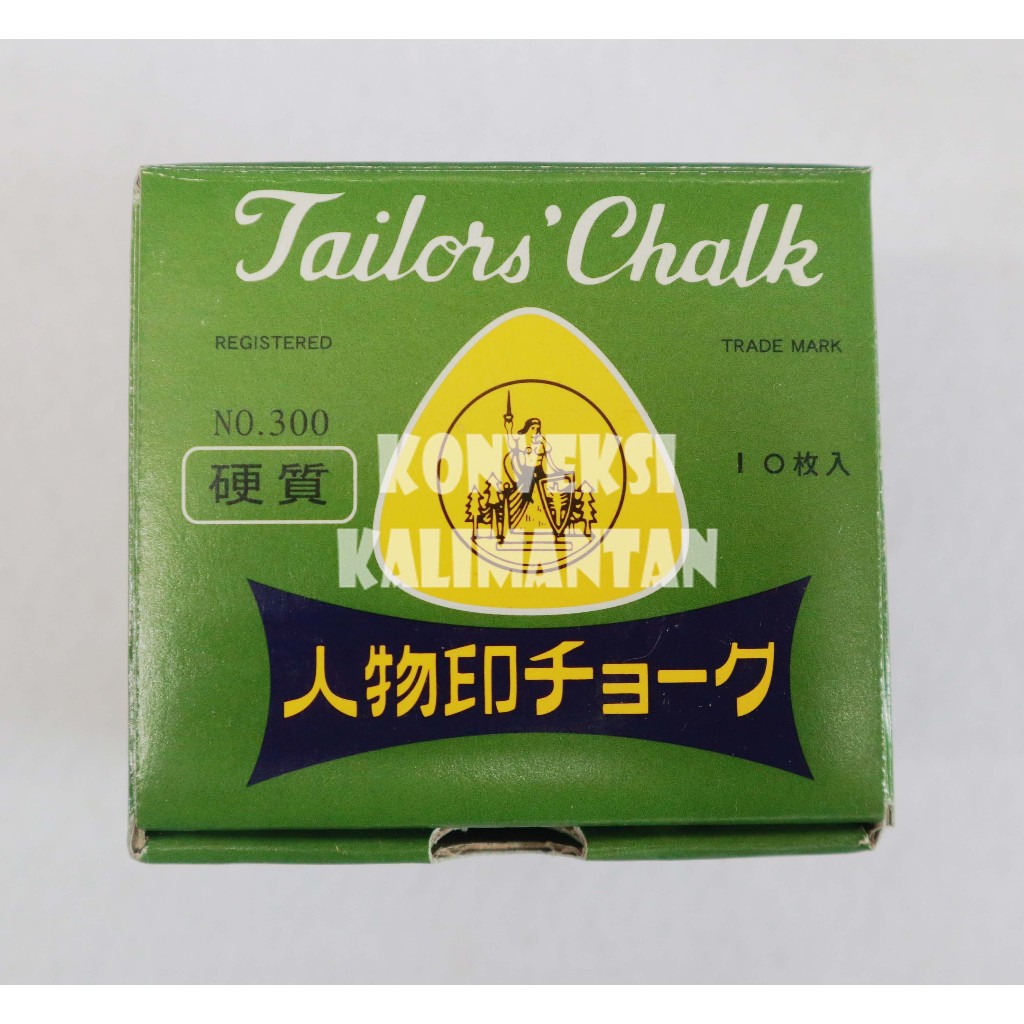 Tailors' Chalk
REGISTERED
TRADE MARK
NO.300
硬質
10枚入
KONVEKSI
KALIMANTAN
人物印チョーク